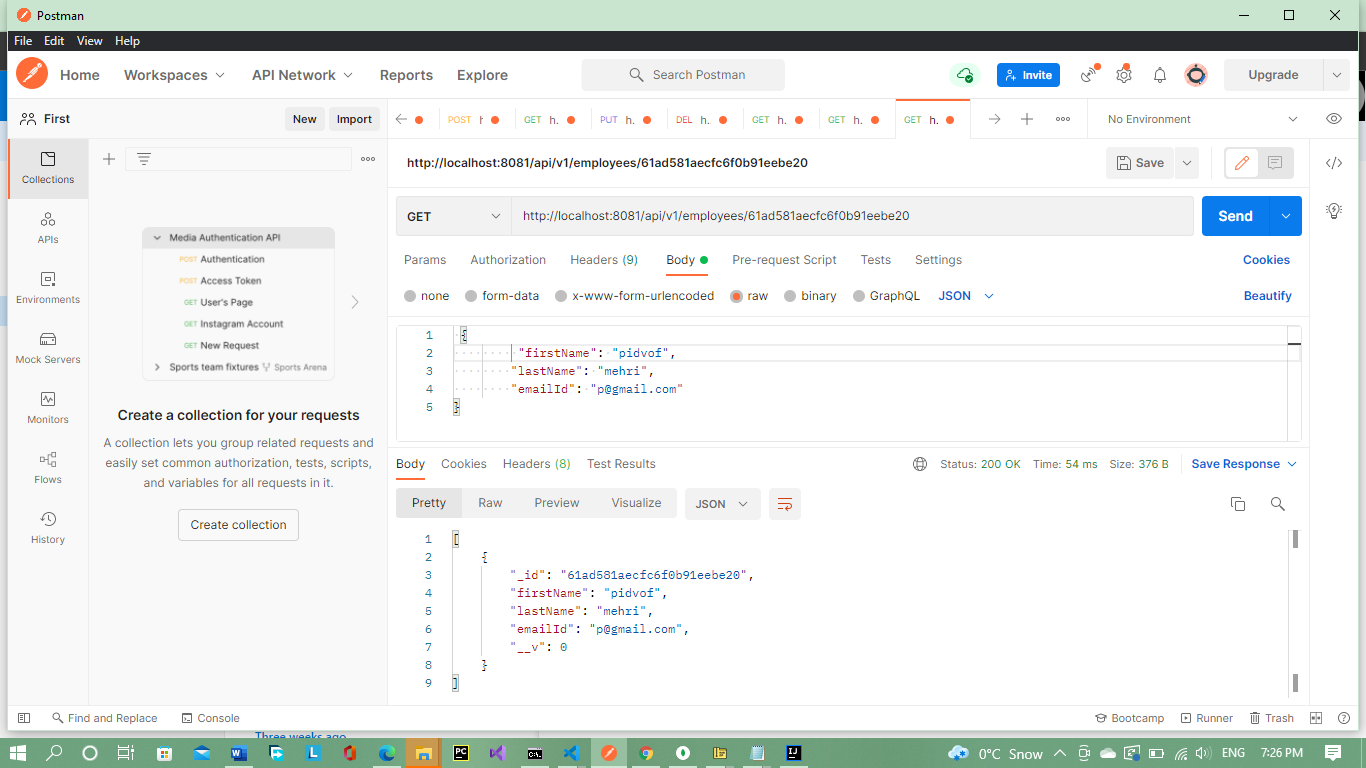 Postman
File Edit View Help
Home Workspaces API Network Reports Explore Search Postman Invite Upgrade
First New Import POST GET h. PUT h. DEL h. GET h. GET h. GET h. No Environment
Collections
APIs
Environments
Mock Servers
Monitors
Flows
History
Media Authentication API
POST Authentication
POST Access Token
GET User's Page
GET Instagram Account
GET New Request
Sports team fixtures Sports Arena
Create a collection for your requests
A collection lets you group related requests and
easily set common authorization, tests, scripts,
and variables for all requests in it.
Create collection
http://localhost:8081/api/v1/employees/61ad581aecfc6f0b91eebe20 Save
GET http://localhost:8081/api/v1/employees/61ad581aecfc6f0b91eebe20 Send
Params Authorization Headers (9) Body Pre-request Script Tests Settings Cookies
none form-data x-www-form-urlencoded raw binary GraphQL JSON Beautify
1 {
2 "firstName": "pidvof",
3 "lastName": "mehri",
4 "emailId": "p@gmail.com"
5 }
Body Cookies Headers (8) Test Results Status: 200 OK Time: 54 ms Size: 376 B Save Response
Pretty Raw Preview Visualize JSON
1 [
2 {
3 "_id": "61ad581aecfc6f0b91eebe20",
4 "firstName": "pidvof",
5 "lastName": "mehri",
6 "emailId": "p@gmail.com",
7 "__v": 0
8 }
9 ]
Find and Replace Console Bootcamp Runner Trash
Three weeks ago
0°C Snow ENG 7:26 PM